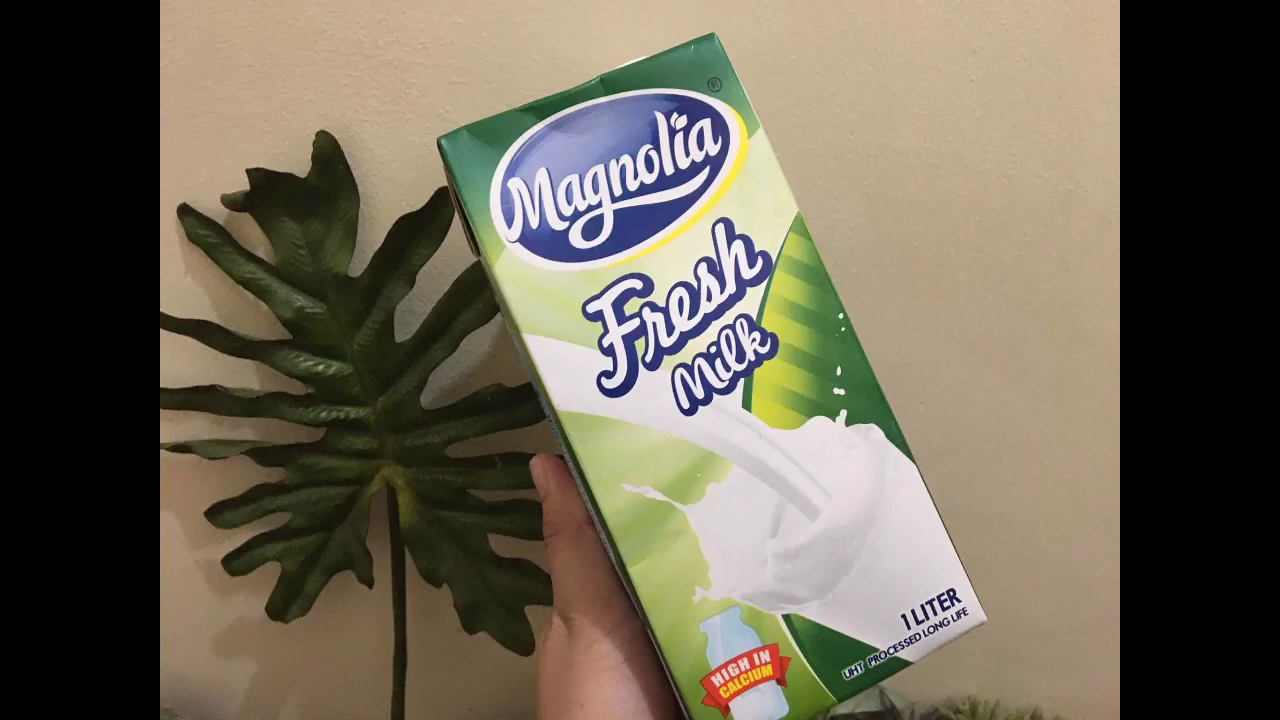 ®
Magnolia
Fresh
Milk
1 LITER
UHT PROCESSED LONG LIFE
HIGH IN
CALCIUM